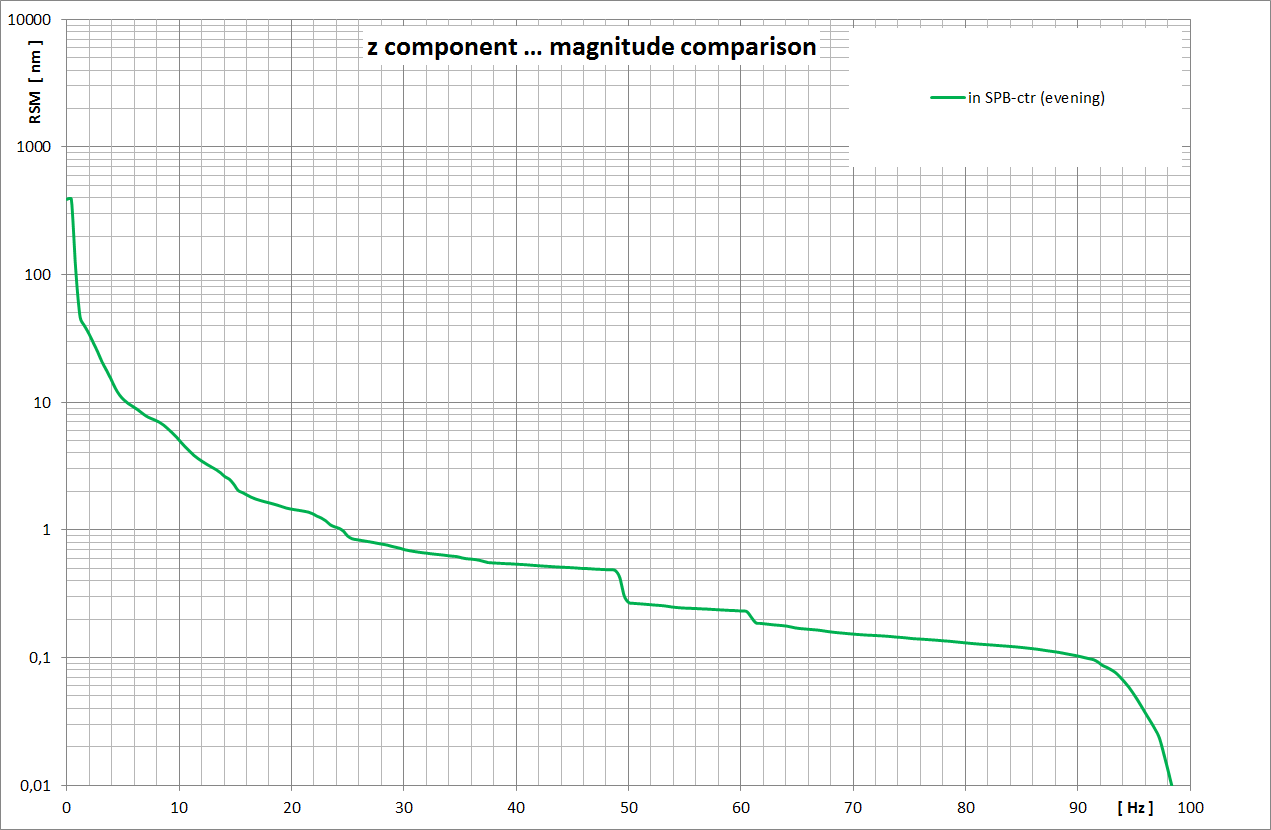 z component ... magnitude comparison
in SPB-ctr (evening)
RSM [ nm ]
10000
1000
100
10
1
0,1
0,01
0 10 20 30 40 50 60 70 80 90 [ Hz ] 100